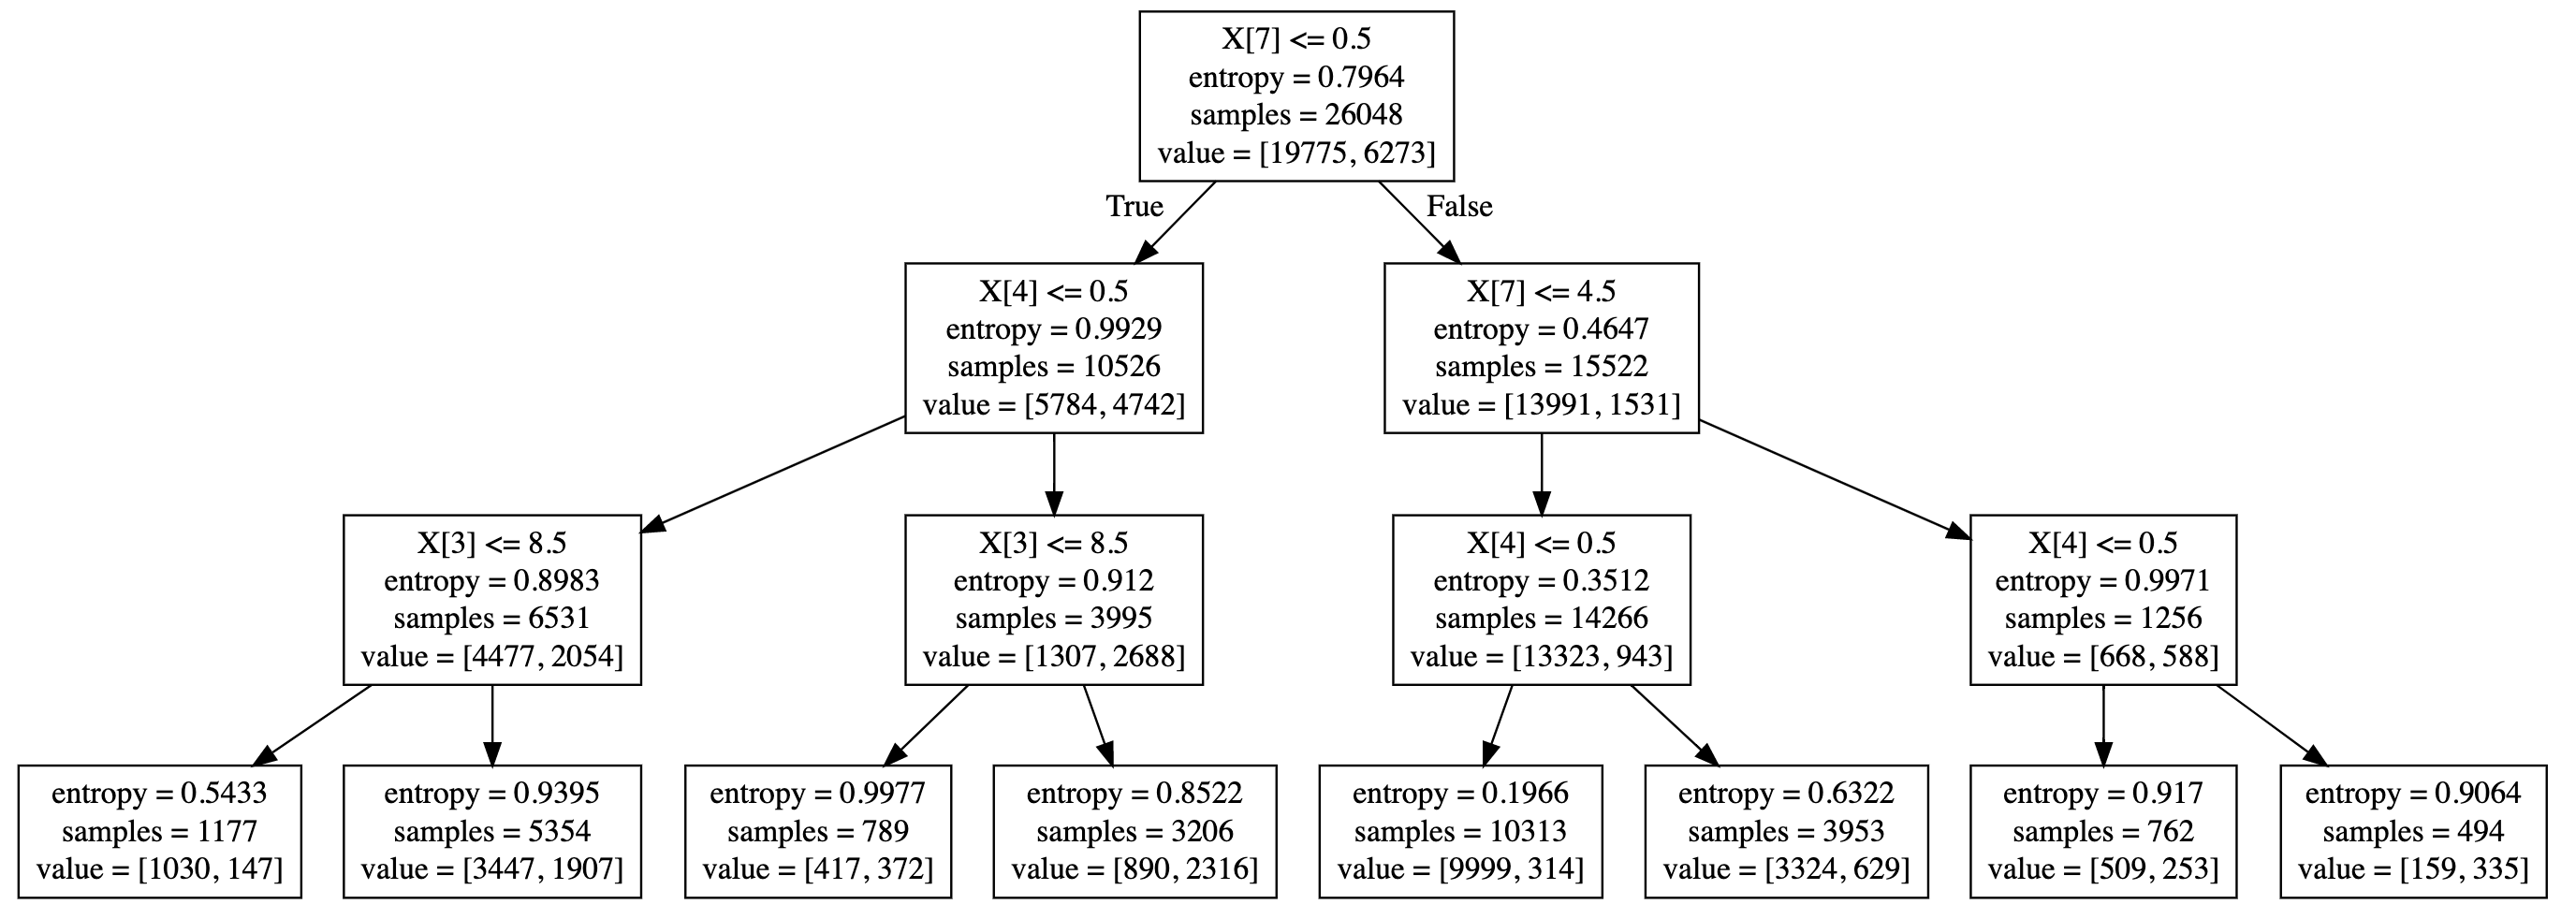 X[7] <= 0.5
entropy = 0.7964
samples = 26048
value = [19775, 6273]
True
False
X[4] <= 0.5
entropy = 0.9929
samples = 10526
value = [5784, 4742]
X[7] <= 4.5
entropy = 0.4647
samples = 15522
value = [13991, 1531]
X[3] <= 8.5
entropy = 0.8983
samples = 6531
value = [4477, 2054]
X[3] <= 8.5
entropy = 0.912
samples = 3995
value = [1307, 2688]
X[4] <= 0.5
entropy = 0.3512
samples = 14266
value = [13323, 943]
X[4] <= 0.5
entropy = 0.9971
samples = 1256
value = [668, 588]
entropy = 0.5433
samples = 1177
value = [1030, 147]
entropy = 0.9395
samples = 5354
value = [3447, 1907]
entropy = 0.9977
samples = 789
value = [417, 372]
entropy = 0.8522
samples = 3206
value = [890, 2316]
entropy = 0.1966
samples = 10313
value = [9999, 314]
entropy = 0.6322
samples = 3953
value = [3324, 629]
entropy = 0.917
samples = 762
value = [509, 253]
entropy = 0.9064
samples = 494
value = [159, 335]